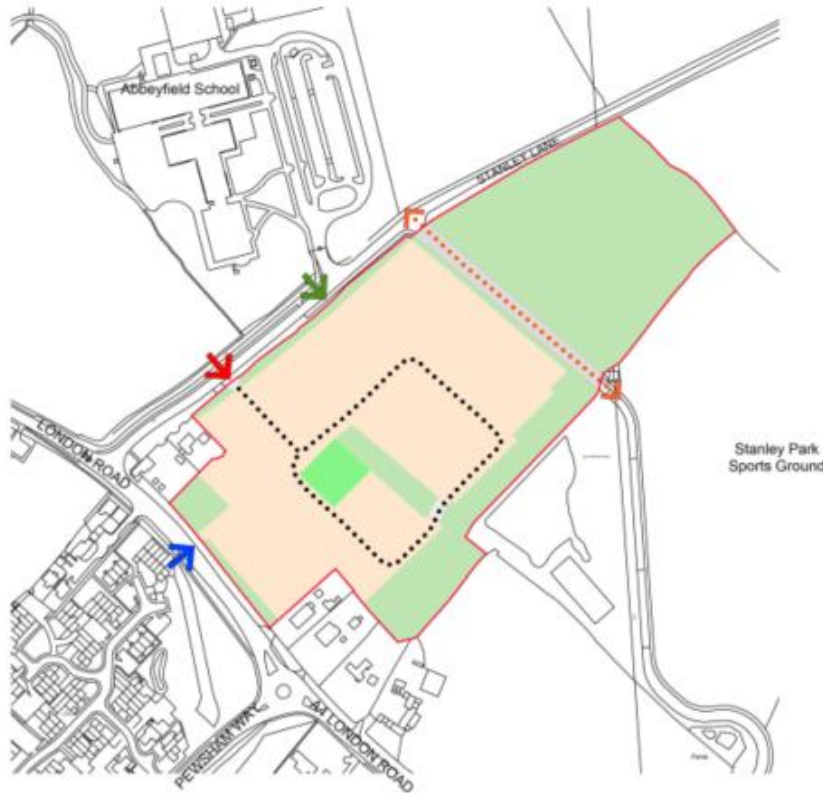 Abbeyfield School
STANLEY LANE
LONDON ROAD
Stanley Park
Sports Ground
PEWSHAM WAY
A4 LONDON ROAD